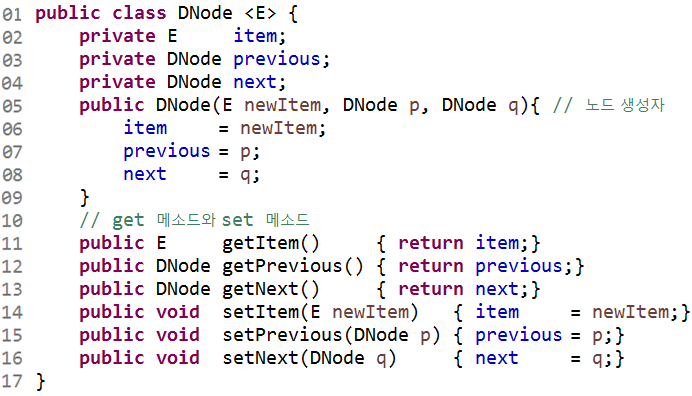 01 public class DNode <E> {
02     private E     item;
03     private DNode previous;
04     private DNode next;
05     public DNode(E newItem, DNode p, DNode q){ // 노드 생성자
06         item     = newItem;
07         previous = p;
08         next     = q;
09     }
10     // get 메소드와 set 메소드
11     public E     getItem()     { return item;}
12     public DNode getPrevious() { return previous;}
13     public DNode getNext()     { return next;}
14     public void  setItem(E newItem)   { item     = newItem;}
15     public void  setPrevious(DNode p) { previous = p;}
16     public void  setNext(DNode q)     { next     = q;}
17 }